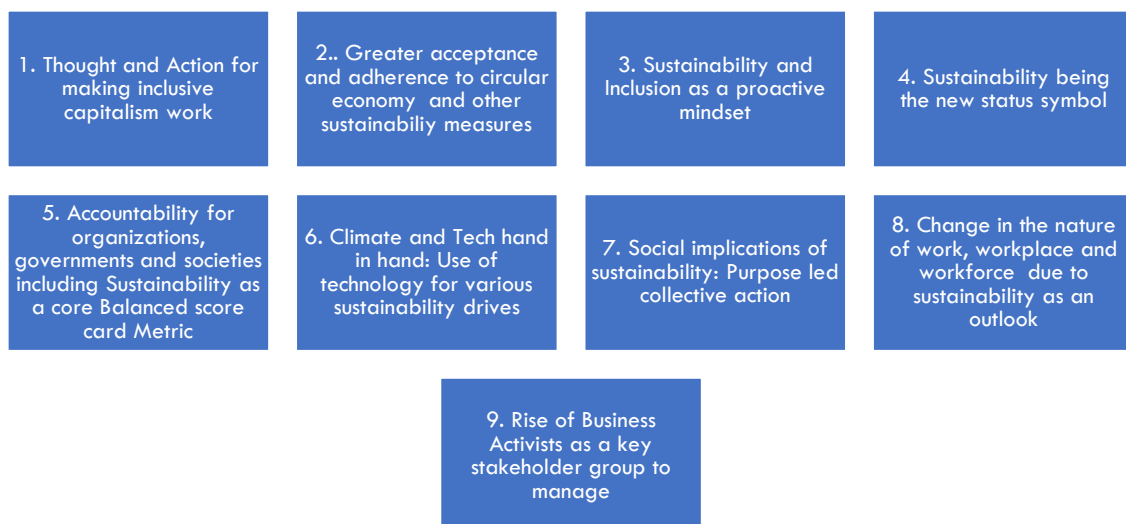 1. Thought and Action for
making inclusive
capitalism work
2.. Greater acceptance
and adherence to circular
economy and other
sustainabiliy measures
3. Sustainability and
Inclusion as a proactive
mindset
4. Sustainability being
the new status symbol
5. Accountability for
organizations,
governments and societies
including Sustainability as
a core Balanced score
card Metric
6. Climate and Tech hand
in hand: Use of
technology for various
sustainability drives
7. Social implications of
sustainability: Purpose led
collective action
8. Change in the nature
of work, workplace and
workforce due to
sustainability as an
outlook
9. Rise of Business
Activists as a key
stakeholder group to
manage